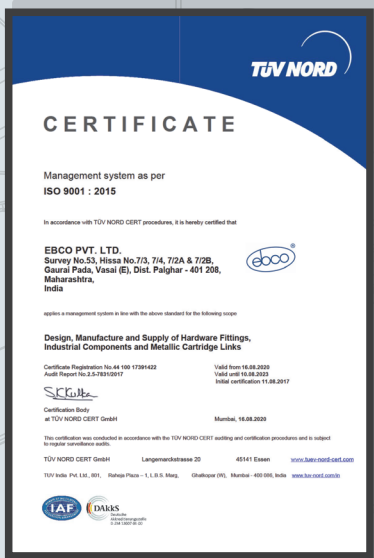 TÜV NORD
CERTIFICATE
Management system as per
ISO 9001 : 2015
In accordance with TÜV NORD CERT procedures, it is hereby certified that
EBCO PVT. LTD.
Survey No.53, Hissa No.7/3, 7/4, 7/2A & 7/2B,
Gaurai Pada, Vasai (E), Dist. Palghar - 401 208,
Maharashtra,
India
ebco®
applies a management system in line with the above standard for the following scope
Design, Manufacture and Supply of Hardware Fittings,
Industrial Components and Metallic Cartridge Links
Certificate Registration No.44 100 17391422
Audit Report No.2.5-7831/2017
Valid from 16.08.2020
Valid until 10.08.2023
Initial certification 11.08.2017
Certification Body
at TÜV NORD CERT GmbH
Mumbai, 16.08.2020
This certification was conducted in accordance with the TÜV NORD CERT auditing and certification procedures and is subject
to regular surveillance audits.
TÜV NORD CERT GmbH Langemarckstrasse 20 45141 Essen www.tuev-nord-cert.com
TUV India Pvt. Ltd., 801, Raheja Plaza – 1, L.B.S. Marg, Ghatkopar (W), Mumbai - 400 086, India www.tuv-nord.com/in
IAF
DAkkS
Deutsche
Akkreditierungsstelle